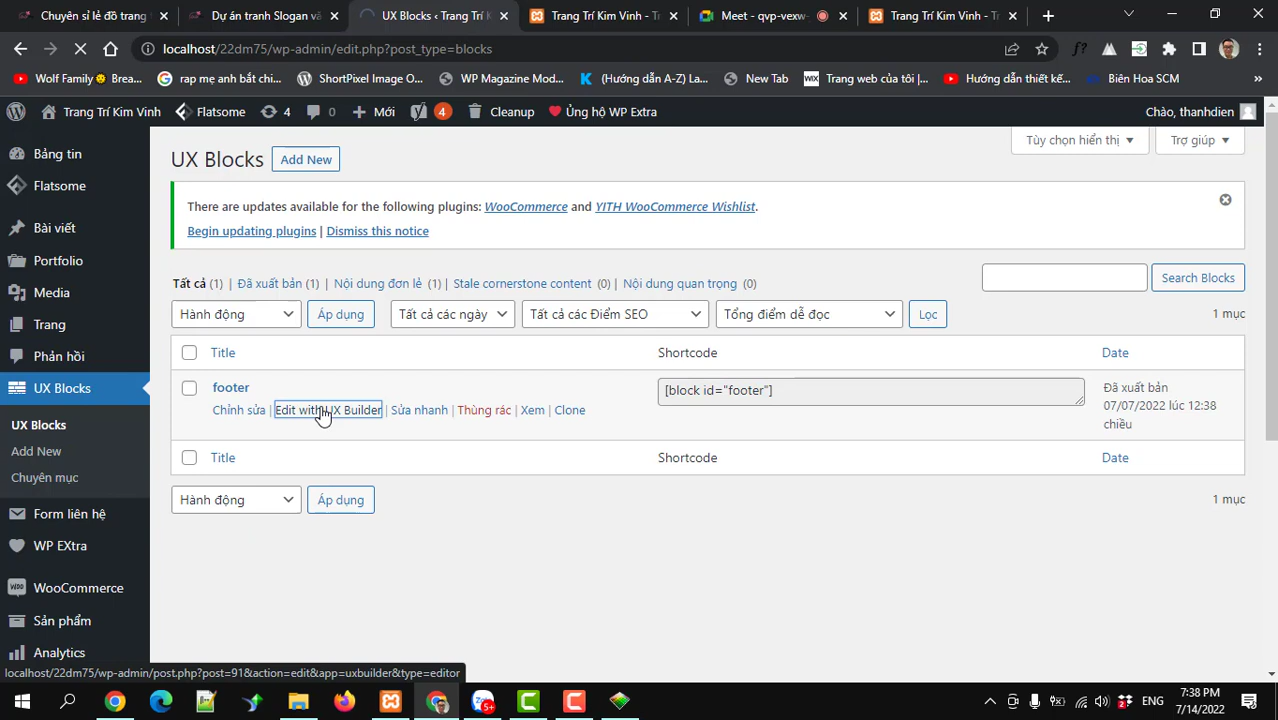 Chuyên sỉ lẻ đồ trang t
Dự án tranh Slogan vă
UX Blocks ‹ Trang Trí K
Trang Trí Kim Vinh - Tr
Meet - qvp-vexw-
Trang Trí Kim Vinh - T
localhost/22dm75/wp-admin/edit.php?post_type=blocks
Wolf Family Brea...
rap mẹ anh bắt chi...
ShortPixel Image O...
WP Magazine Mod...
(Hướng dẫn A-Z) La...
New Tab
WIX
Trang web của tôi |...
Hướng dẫn thiết kế...
Biên Hoa SCM
»
Trang Trí Kim Vinh
Flatsome
4
0
Mới
4
Cleanup
Ủng hộ WP Extra
Chào, thanhdien
Bảng tin
Flatsome
Bài viết
Portfolio
Media
Trang
Phản hồi
UX Blocks
UX Blocks
Add New
Chuyên mục
Form liên hệ
WP EXtra
WooCommerce
Sản phẩm
Analytics
Tùy chọn hiển thị
Trợ giúp
UX Blocks
Add New
There are updates available for the following plugins: WooCommerce and YITH WooCommerce Wishlist.
Begin updating plugins | Dismiss this notice
Tất cả (1) | Đã xuất bản (1) | Nội dung đơn lẻ (1) | Stale cornerstone content (0) | Nội dung quan trọng (0)
Search Blocks
Hành động
Áp dụng
Tất cả các ngày
Tất cả các Điểm SEO
Tổng điểm dễ đọc
Lọc
1 mục
Title
Shortcode
Date
footer
[block id="footer"]
Đã xuất bản
07/07/2022 lúc 12:38
chiều
Chỉnh sửa | Edit with UX Builder | Sửa nhanh | Thùng rác | Xem | Clone
Title
Shortcode
Date
Hành động
Áp dụng
1 mục
localhost/22dm75/wp-admin/post.php?post=91&action=edit&app=uxbuilder&type=editor
5+
2
ENG
7:38 PM
7/14/2022